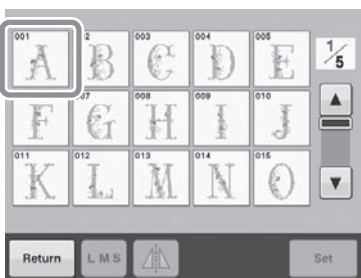 001 2 003 004 005
A B C D E
1/5
07 008 009 010
F G H I J
011 012 013 014 015
K L M N O
Return L M S Set